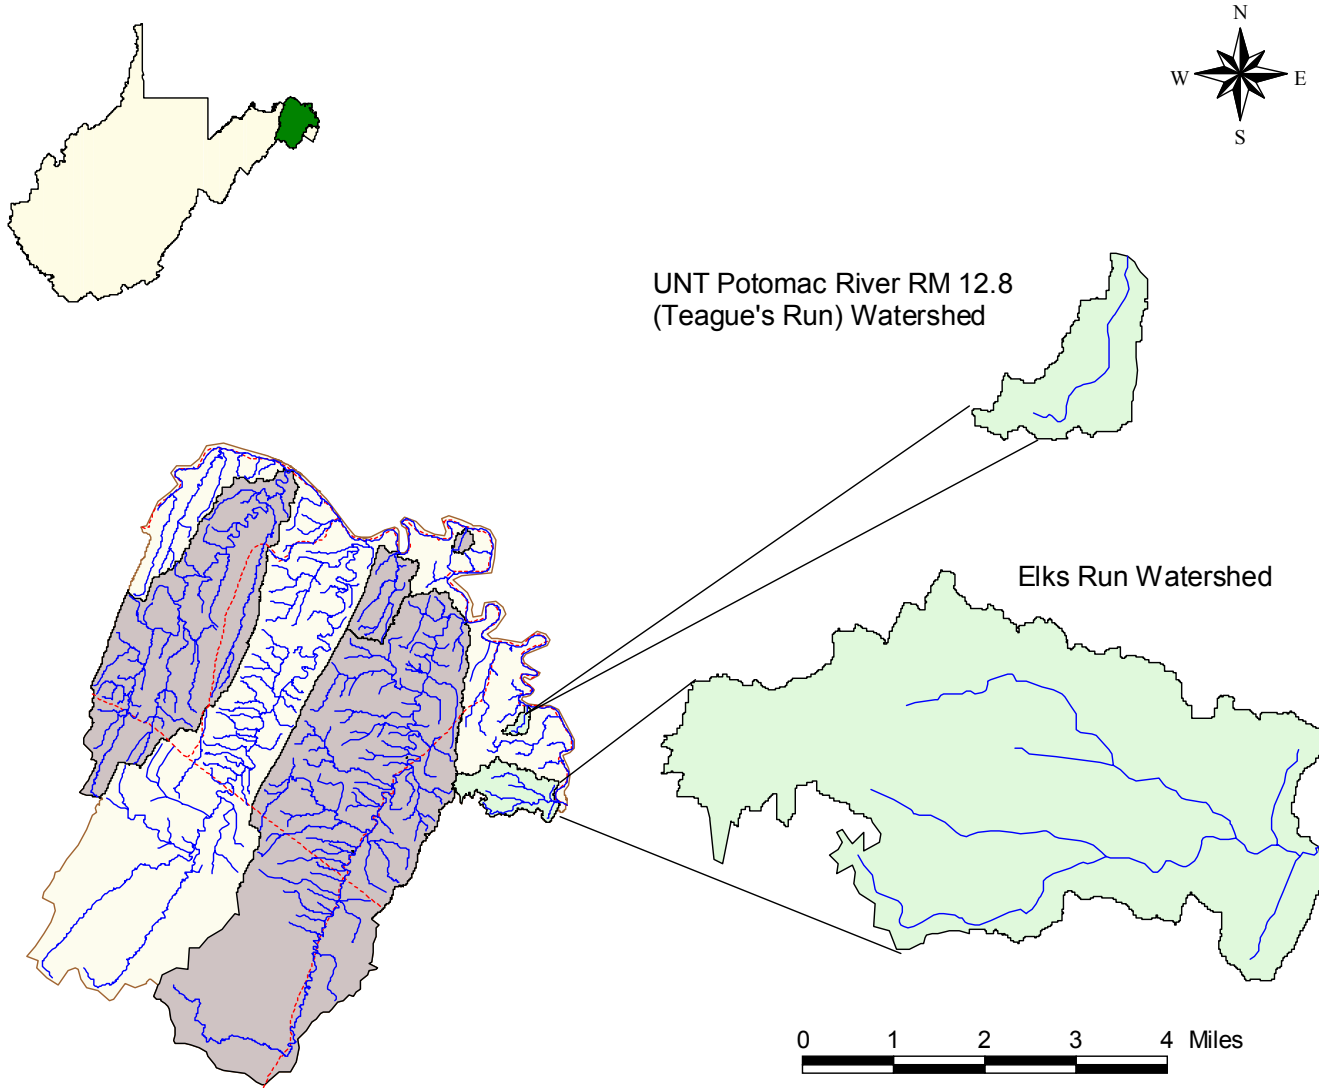 N
W E
S
UNT Potomac River RM 12.8
(Teague's Run) Watershed
Elks Run Watershed
0 1 2 3 4 Miles